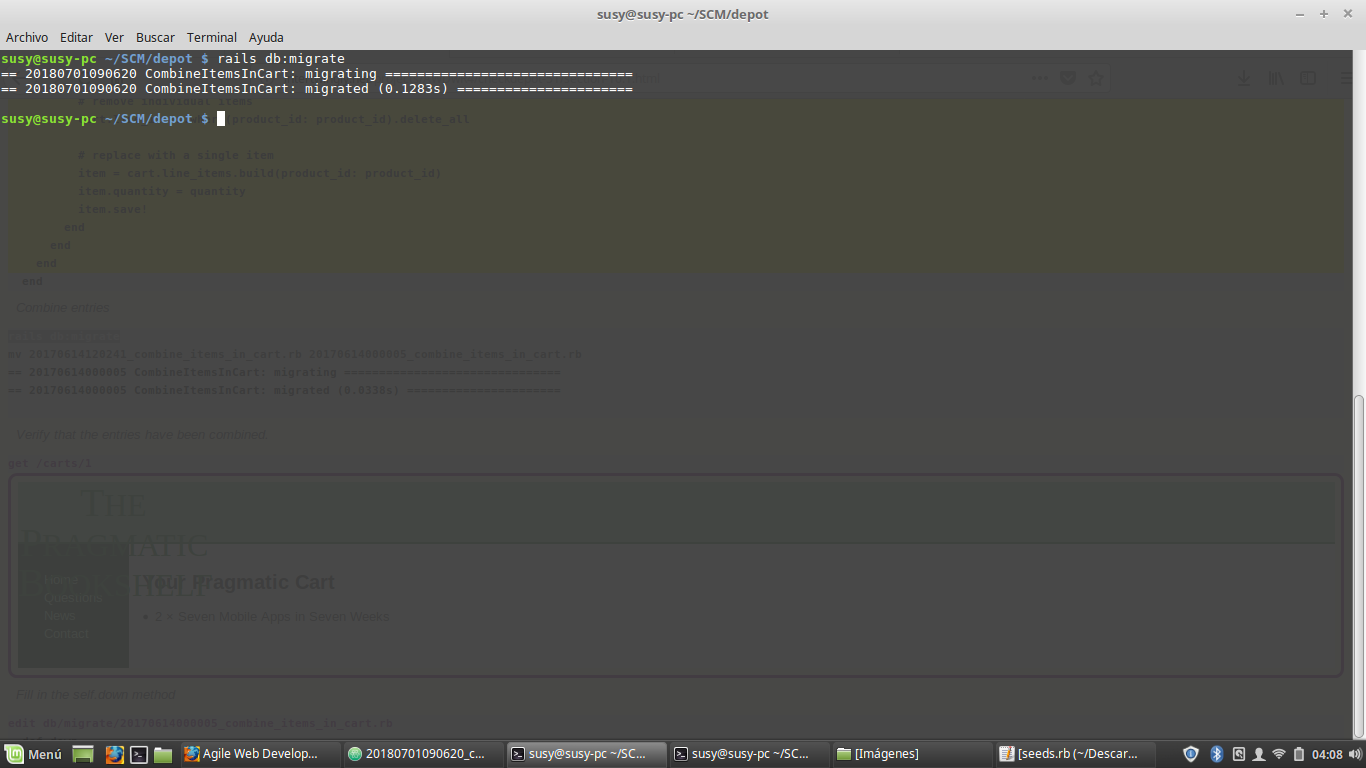 susy@susy-pc ~/SCM/depot
Archivo Editar Ver Buscar Terminal Ayuda
susy@susy-pc ~/SCM/depot $ rails db:migrate
== 20180701090620 CombineItemsInCart: migrating ===============================
== 20180701090620 CombineItemsInCart: migrated (0.1283s) ======================
# remove individual items
susy@susy-pc ~/SCM/depot $
(product_id: product_id).delete_all
# replace with a single item
item = cart.line_items.build(product_id: product_id)
item.quantity = quantity
item.save!
end
end
end
end
Combine entries
mv 20170614120241_combine_items_in_cart.rb 20170614000005_combine_items_in_cart.rb
== 20170614000005 CombineItemsInCart: migrating ===============================
== 20170614000005 CombineItemsInCart: migrated (0.0338s) ======================
Verify that the entries have been combined.
get /carts/1
The
Pragmatic
Bookshelf
Home
Questions
News
Contact
Your Pragmatic Cart
• 2 × Seven Mobile Apps in Seven Weeks
Fill in the self.down method
edit db/migrate/20170614000005_combine_items_in_cart.rb
Menú
Agile Web Develop...
20180701090620_c...
susy@susy-pc ~/SC...
susy@susy-pc ~/SC...
[Imágenes]
[seeds.rb (~/Descar...
04:08